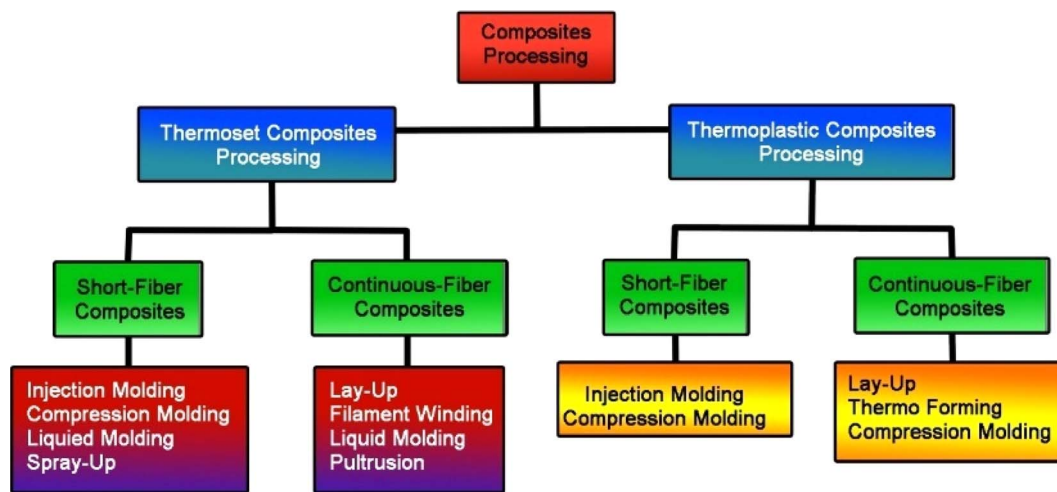 Composites
Processing
Thermoset Composites
Processing
Thermoplastic Composites
Processing
Short-Fiber
Composites
Continuous-Fiber
Composites
Short-Fiber
Composites
Continuous-Fiber
Composites
Injection Molding
Compression Molding
Liquied Molding
Spray-Up
Lay-Up
Filament Winding
Liquid Molding
Pultrusion
Injection Molding
Compression Molding
Lay-Up
Thermo Forming
Compression Molding